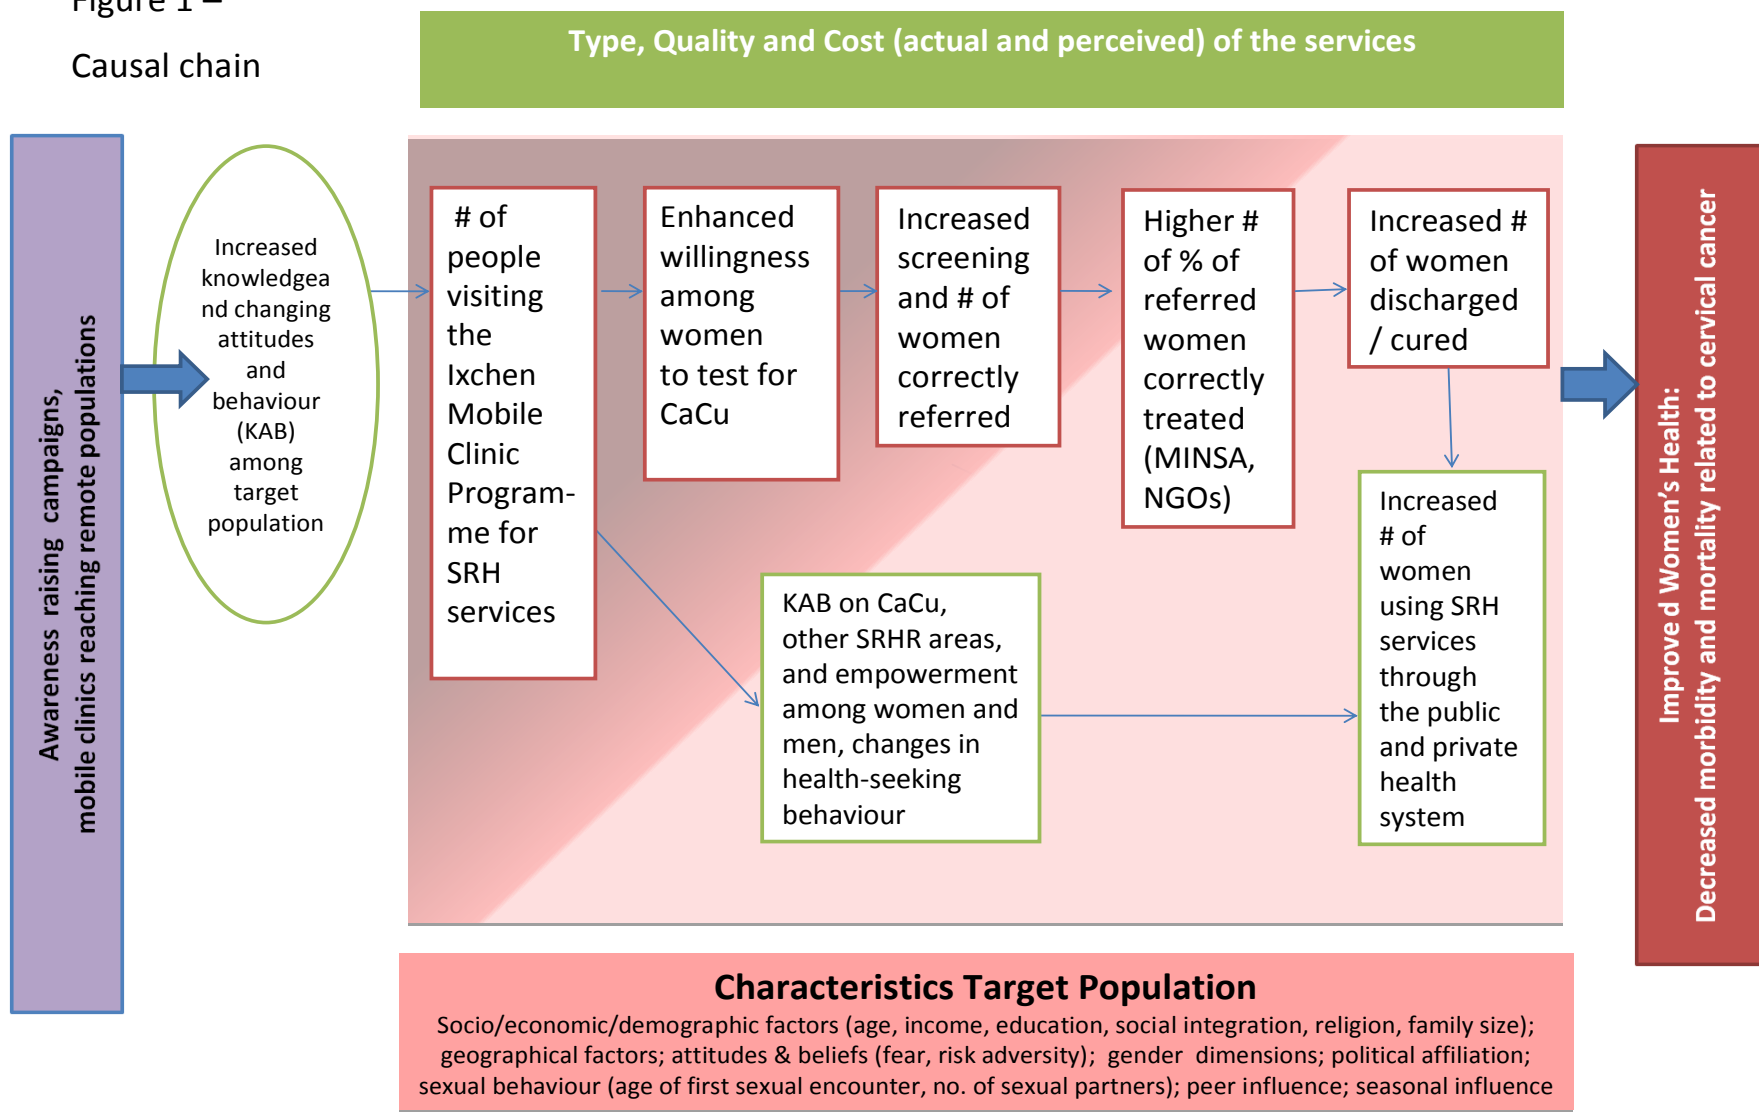 Figure 1 –
Causal chain
Type, Quality and Cost (actual and perceived) of the services
Awareness raising campaigns,
mobile clinics reaching remote populations
Increased
knowledgea
nd changing
attitudes
and
behaviour
(KAB)
among
target
population
# of
people
visiting
the
Ixchen
Mobile
Clinic
Program-
me for
SRH
services
Enhanced
willingness
among
women
to test for
CaCu
Increased
screening
and # of
women
correctly
referred
Higher #
of % of
referred
women
correctly
treated
(MINSA,
NGOs)
Increased #
of women
discharged
/ cured
KAB on CaCu,
other SRHR areas,
and empowerment
among women and
men, changes in
health-seeking
behaviour
Increased
# of
women
using SRH
services
through
the public
and private
health
system
Improve d Women's Health:
Decreased morbidity and mortality related to cervical cancer
Characteristics Target Population
Socio/economic/demographic factors (age, income, education, social integration, religion, family size);
geographical factors; attitudes & beliefs (fear, risk adversity); gender dimensions; political affiliation;
sexual behaviour (age of first sexual encounter, no. of sexual partners); peer influence; seasonal influence